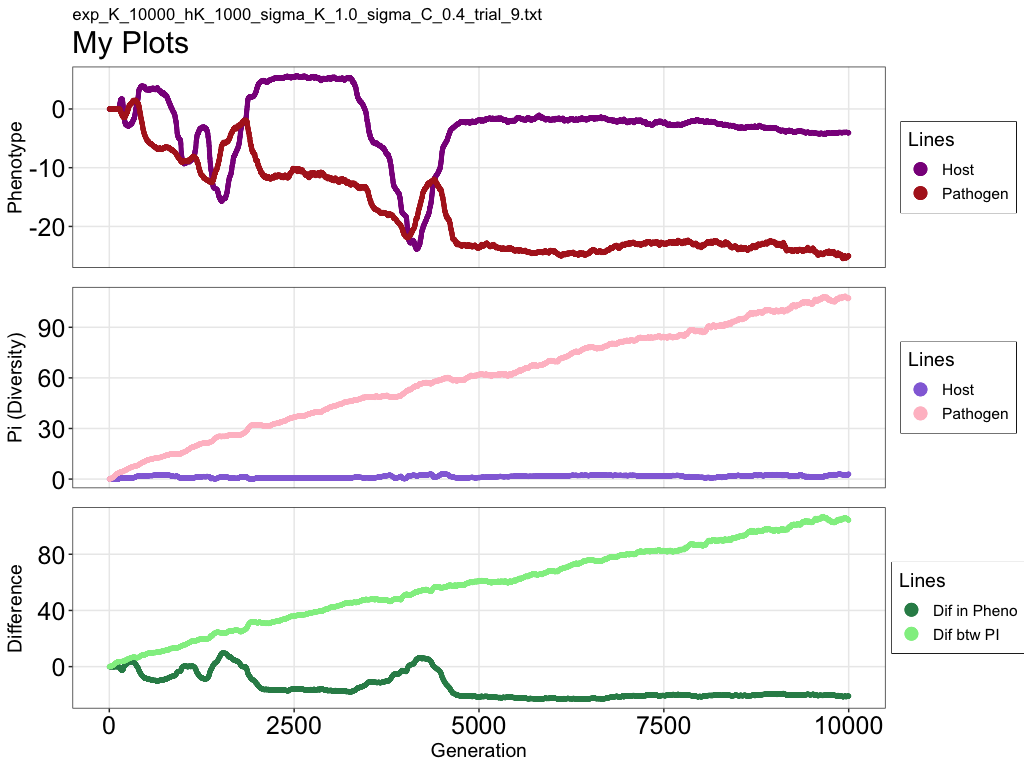 exp_K_10000_hK_1000_sigma_K_1.0_sigma_C_0.4_trial_9.txt
My Plots
Phenotype
0
-10
-20
Lines
Host
Pathogen
Pi (Diversity)
90
60
30
0
Lines
Host
Pathogen
Difference
80
40
0
Lines
Dif in Pheno
Dif btw PI
0 2500 5000 7500 10000
Generation